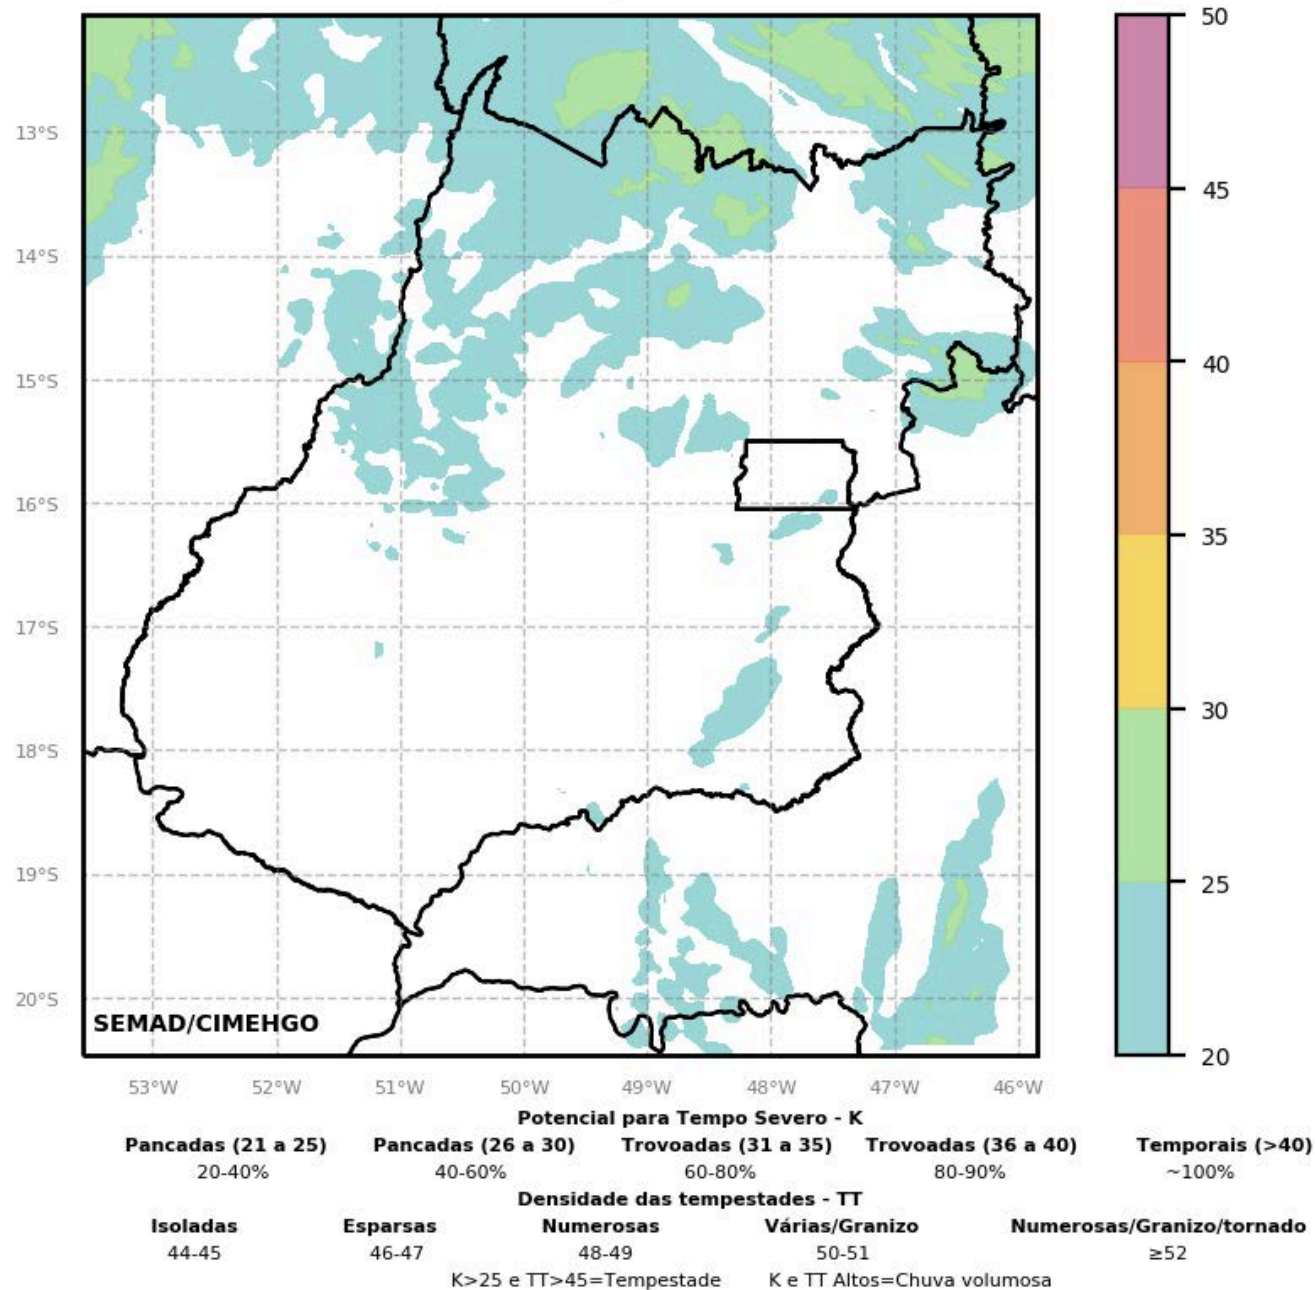 50
13°S
45
14°S
40
15°S
16°S
35
17°S
30
18°S
19°S
25
20°S
SEMAD/CIMEHGO
20
53°W 52°W 51°W 50°W 49°W 48°W 47°W 46°W
Potencial para Tempo Severo - K
Pancadas (21 a 25) Pancadas (26 a 30) Trovoadas (31 a 35) Trovoadas (36 a 40) Temporais (>40)
20-40% 40-60% 60-80% 80-90% ~100%
Densidade das tempestades - TT
Isoladas Esparsas Numerosas Várias/Granizo Numerosas/Granizo/tornado
44-45 46-47 48-49 50-51 ≥52
K>25 e TT>45=Tempestade K e TT Altos=Chuva volumosa